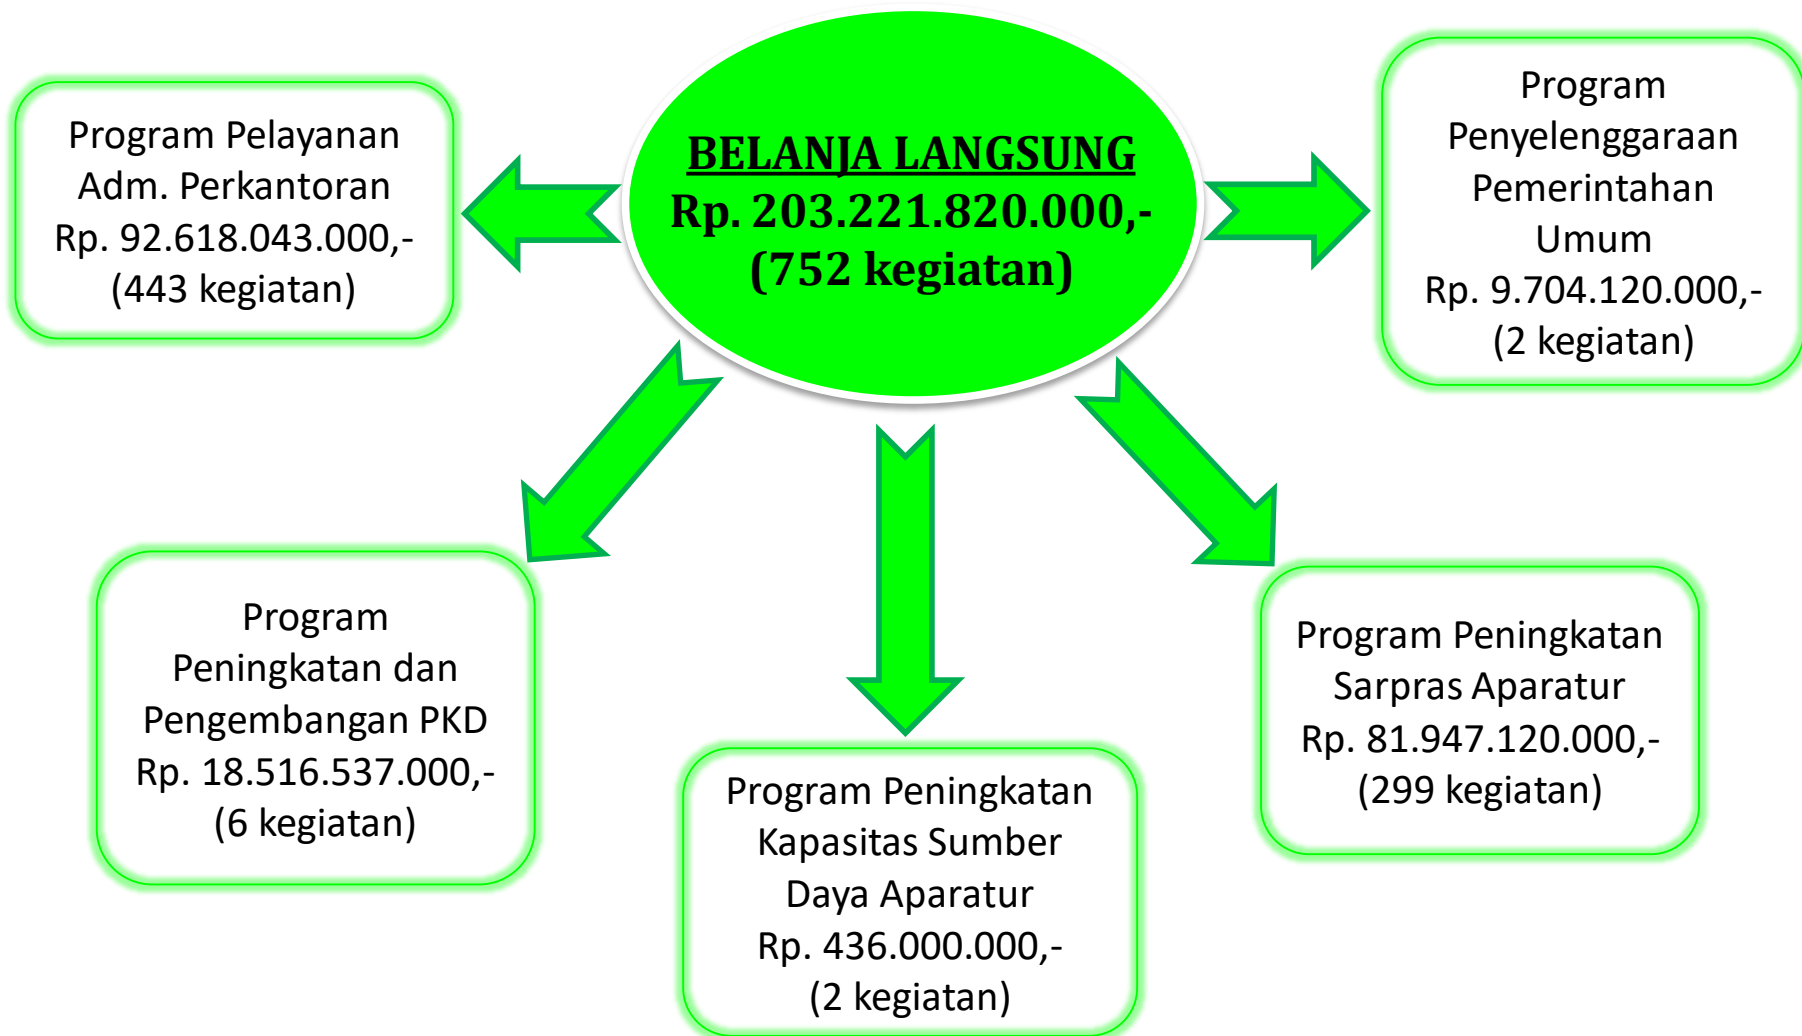 BELANJA LANGSUNG
Rp. 203.221.820.000,-
(752 kegiatan)
Program Pelayanan
Adm. Perkantoran
Rp. 92.618.043.000,-
(443 kegiatan)
Program
Penyelenggaraan
Pemerintahan
Umum
Rp. 9.704.120.000,-
(2 kegiatan)
Program
Peningkatan dan
Pengembangan PKD
Rp. 18.516.537.000,-
(6 kegiatan)
Program Peningkatan
Kapasitas Sumber
Daya Aparatur
Rp. 436.000.000,-
(2 kegiatan)
Program Peningkatan
Sarpras Aparatur
Rp. 81.947.120.000,-
(299 kegiatan)